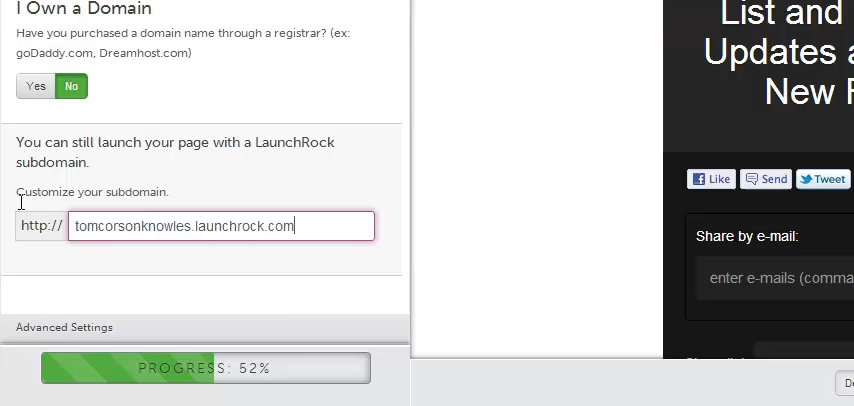 I Own a Domain
Have you purchased a domain name through a registrar? (ex:
goDaddy.com, Dreamhost.com)
Yes No
You can still launch your page with a LaunchRock
subdomain.
Customize your subdomain.
http:// tomcorsonknowles.launchrock.com
Advanced Settings
PROGRESS: 52%
List and
Updates
New
Like Send Tweet
Share by e-mail:
enter e-mails (comma